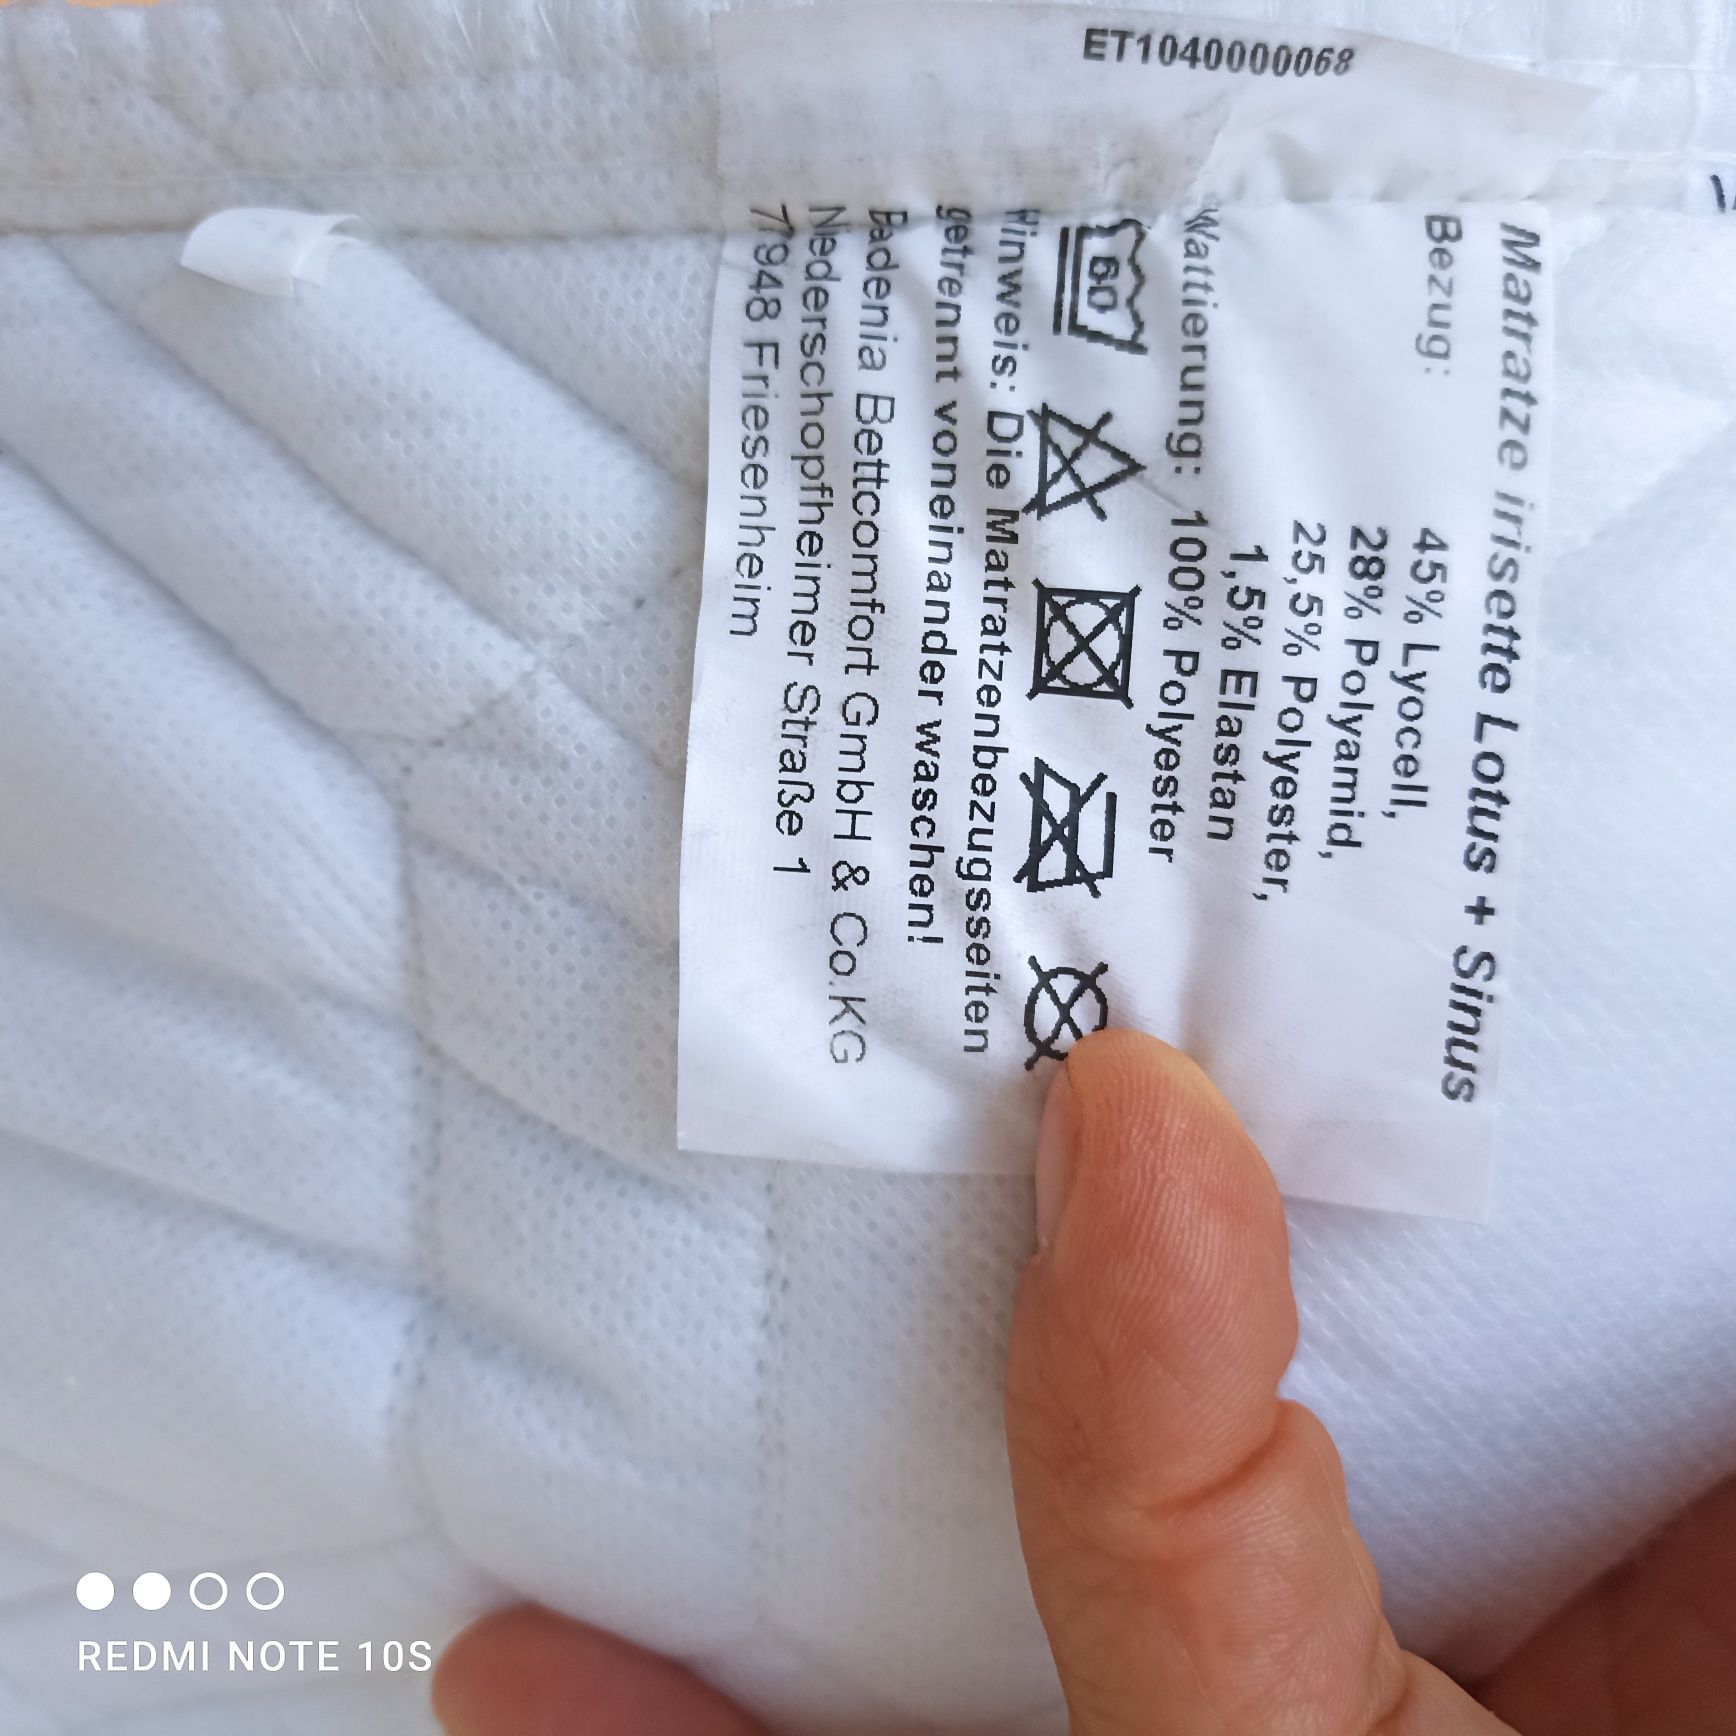 ET1040000068
Matratze irisette Lotus + Sinus
Bezug: 45% Lyocell,
28% Polyamid,
25,5% Polyester,
1,5% Elastan
Wattierung: 100% Polyester
60
Hinweis: Die Matratzenbezugsseiten
getrennt voneinander waschen!
Badenia Bettcomfort GmbH & Co.KG
Niederschopfheimer Straße 1
77948 Friesenheim
REDMI NOTE 10S